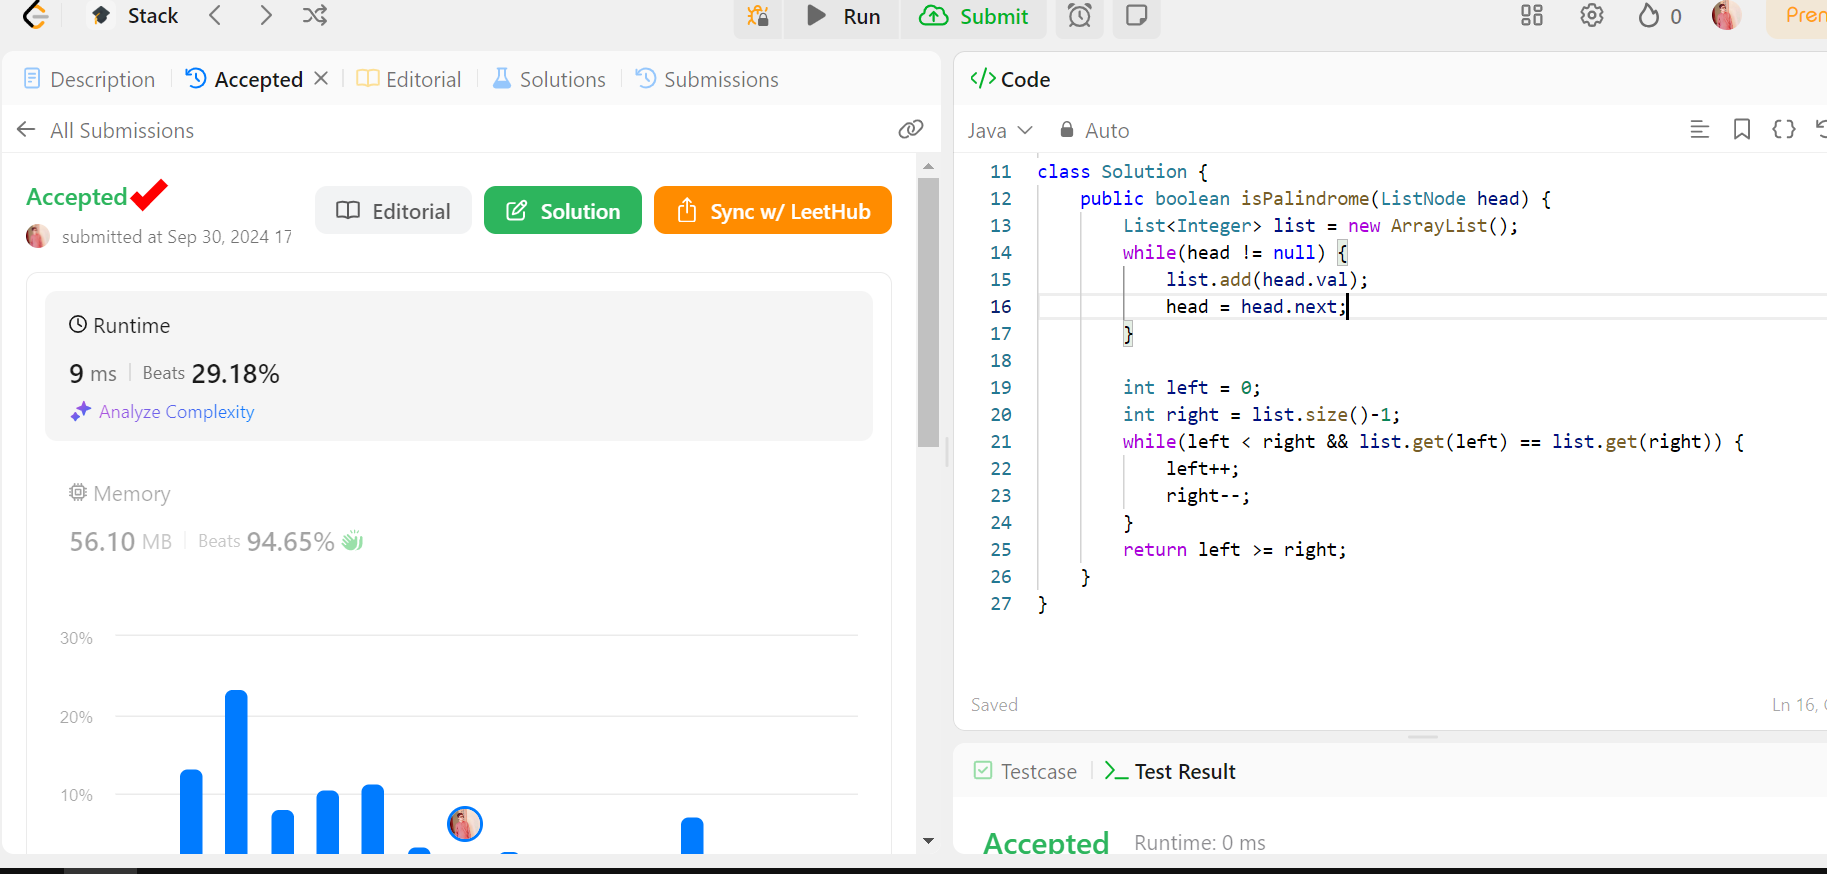 Stack
Run
Submit
0
Description
Accepted
Editorial
Solutions
Submissions
All Submissions
Accepted
submitted at Sep 30, 2024 17
Editorial
Solution
Sync w/ LeetHub
Runtime
9 ms
Beats 29.18%
Analyze Complexity
Memory
56.10 MB
Beats 94.65%
30%
20%
10%
</> Code
Java
Auto
11 class Solution {
12 public boolean isPalindrome(ListNode head) {
13 List<Integer> list = new ArrayList();
14 while(head != null) {
15 list.add(head.val);
16 head = head.next;
17 }
18
19 int left = 0;
20 int right = list.size()-1;
21 while(left < right && list.get(left) == list.get(right)) {
22 left++;
23 right--;
24 }
25 return left >= right;
26 }
27 }
Saved
Ln 16,
Testcase
Test Result
Accepted
Runtime: 0 ms